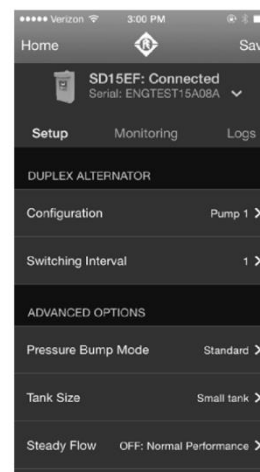 Verizon 3:00 PM
Home R Sav
SD15EF: Connected
Serial: ENGTEST15A08A
Setup Monitoring Logs
DUPLEX ALTERNATOR
Configuration Pump 1
Switching Interval 1
ADVANCED OPTIONS
Pressure Bump Mode Standard
Tank Size Small tank
Steady Flow OFF: Normal Performance